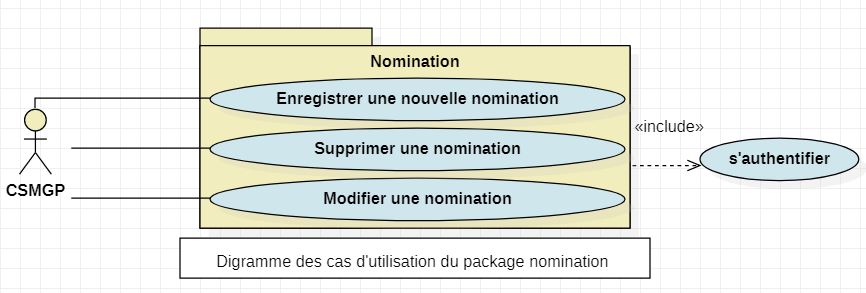 Nomination
Enregistrer une nouvelle nomination
«include»
Supprimer une nomination
s'authentifier
CSMGP
Modifier une nomination
Digramme des cas d'utilisation du package nomination